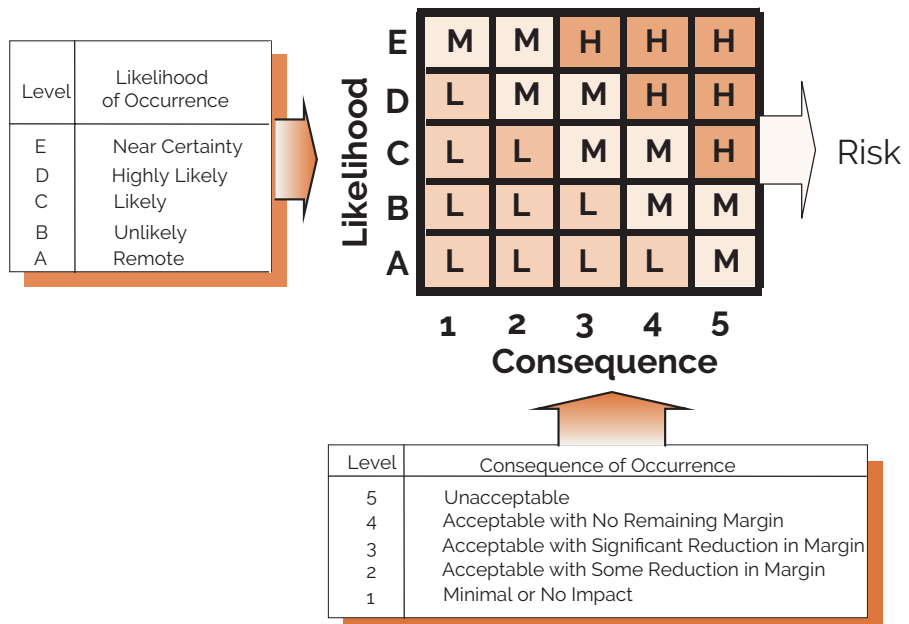 Level Likelihood of Occurrence
E Near Certainty
D Highly Likely
C Likely
B Unlikely
A Remote
Likelihood
E M M H H H
D L M M H H
C L L M M H
B L L L M M
A L L L L M
1 2 3 4 5
Consequence
Risk
Level Consequence of Occurrence
5 Unacceptable
4 Acceptable with No Remaining Margin
3 Acceptable with Significant Reduction in Margin
2 Acceptable with Some Reduction in Margin
1 Minimal or No Impact